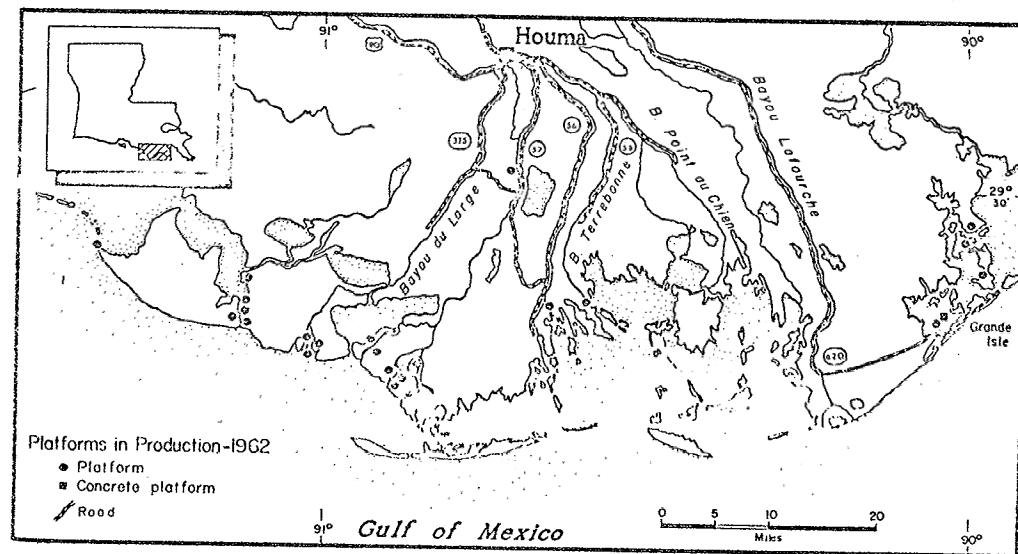 91°
90°
90
Houma
Bayou Lafourche
B. Point au Chien
56
315
57
55
29° 30'
B. Terrebonne
Bayou du Large
Grande Isle
Platforms in Production-1962
Platform
Concrete platform
Road
91°
Gulf of Mexico
0 5 10 20
Miles
90°